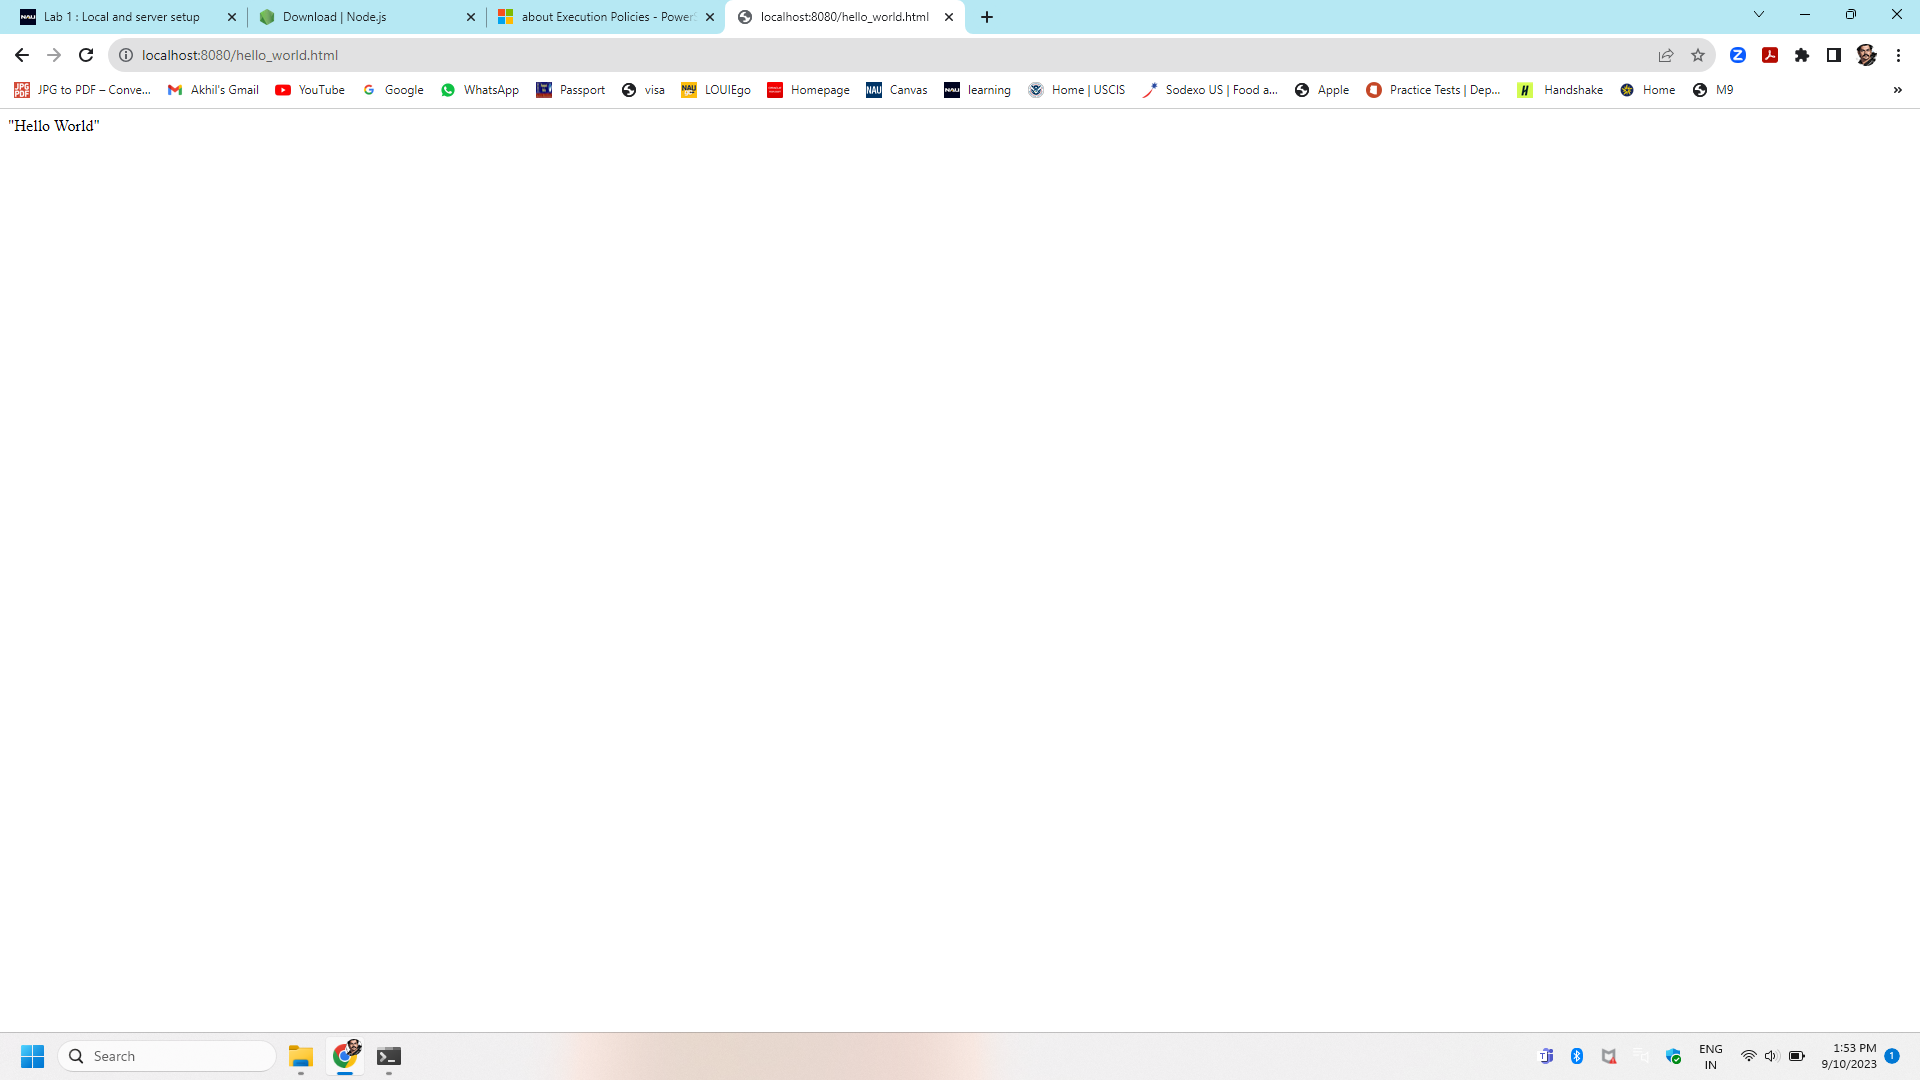 Lab 1 : Local and server setup
Download | Node.js
about Execution Policies - PowerS
localhost:8080/hello_world.html
localhost:8080/hello_world.html
JPG to PDF – Conve...
Akhil's Gmail
YouTube
Google
WhatsApp
Passport
visa
LOUIEgo
Homepage
Canvas
learning
Home | USCIS
Sodexo US | Food a...
Apple
Practice Tests | Dep...
Handshake
Home
M9
"Hello World"
Search
ENG
IN
1:53 PM
9/10/2023
1